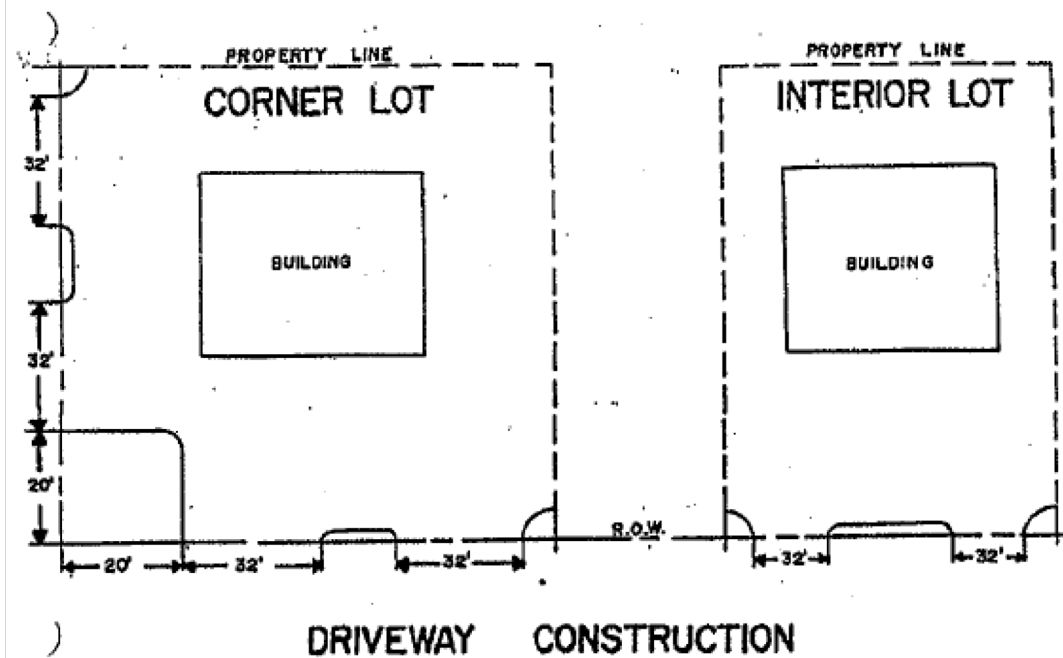 PROPERTY LINE
PROPERTY LINE
CORNER LOT
INTERIOR LOT
32'
BUILDING
BUILDING
32'
20'
R.O.W.
20'
32'
32'
32'
32'
DRIVEWAY CONSTRUCTION